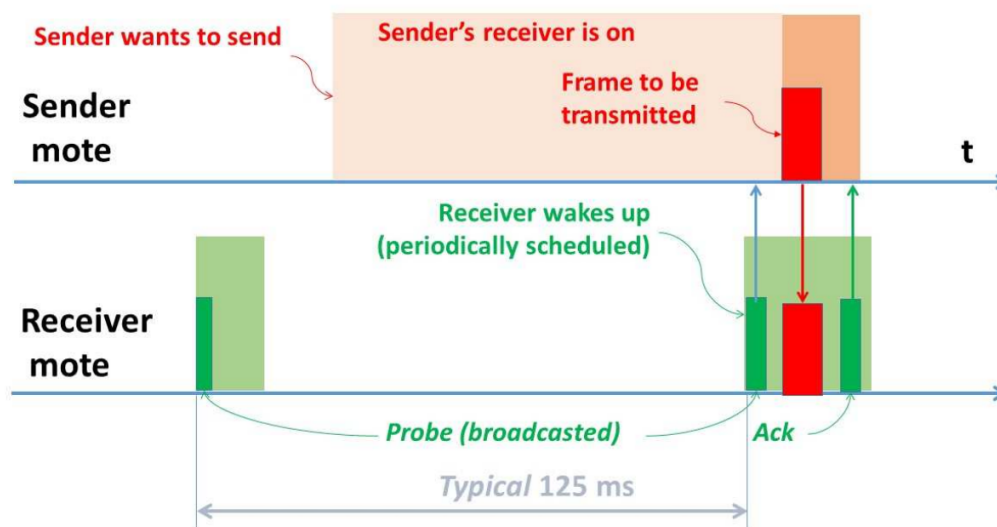 Sender wants to send
Sender's receiver is on
Frame to be
transmitted
Sender
mote
t
Receiver wakes up
(periodically scheduled)
Receiver
mote
Probe (broadcasted)
Ack
Typical 125 ms